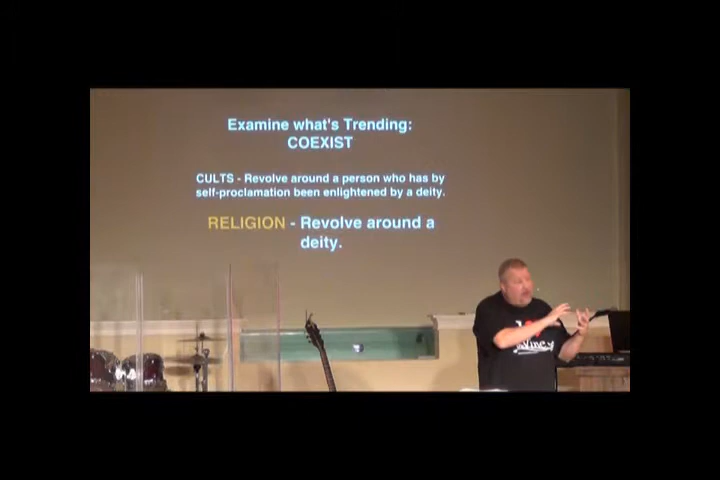 Examine what's Trending:
COEXIST
CULTS - Revolve around a person who has by
self-proclamation been enlightened by a deity.
RELIGION - Revolve around a
deity.